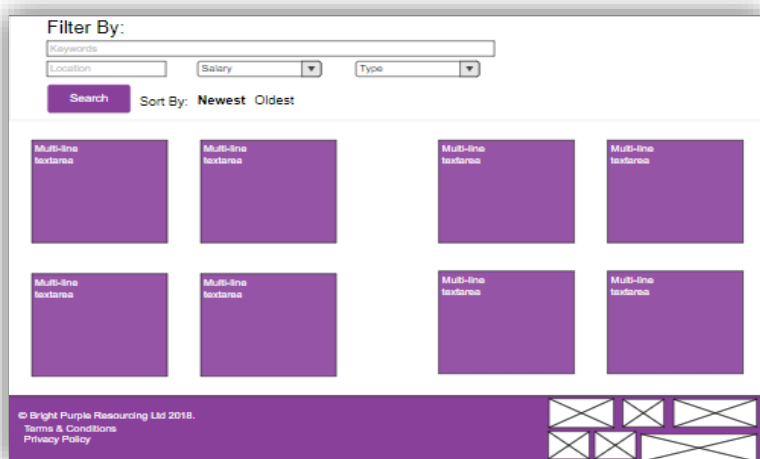 Filter By:
Keywords
Location Salary Type
Search Sort By: Newest Oldest
Multi-line
textarea
Multi-line
textarea
Multi-line
textarea
Multi-line
textarea
Multi-line
textarea
Multi-line
textarea
Multi-line
textarea
Multi-line
textarea
© Bright Purple Resourcing Ltd 2018.
Terms & Conditions
Privacy Policy